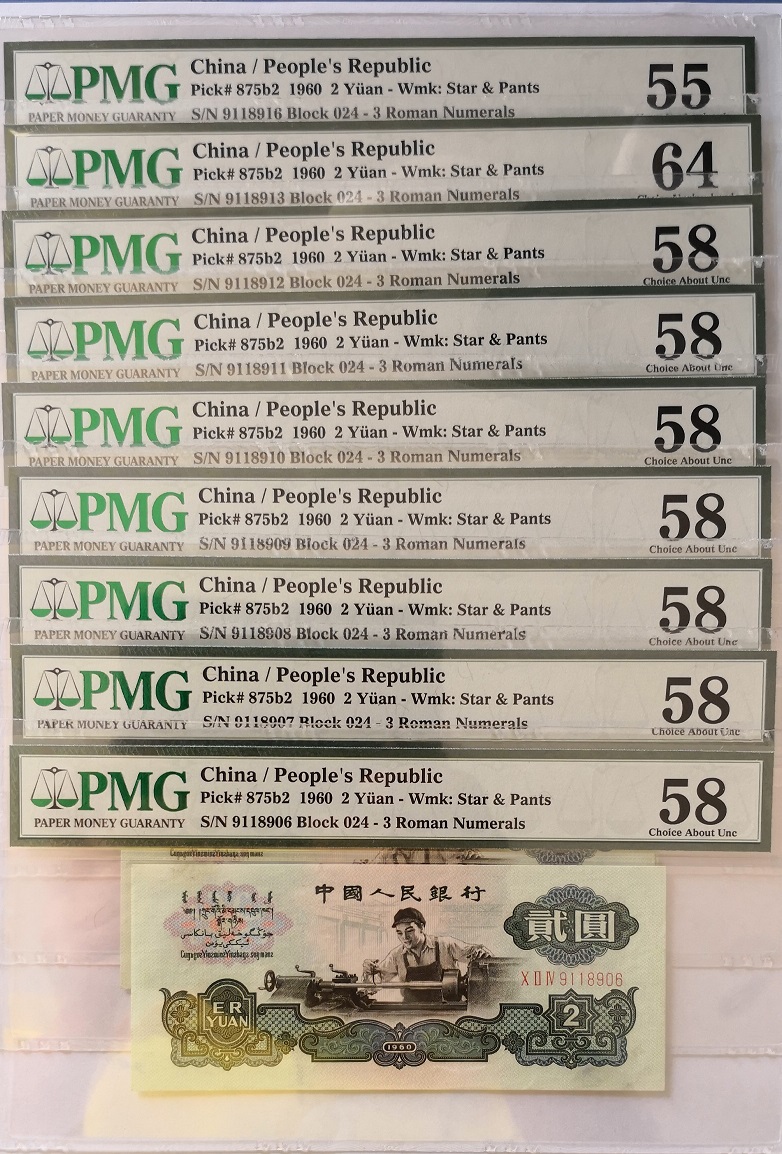 PMG China / People's Republic 55
Pick# 875b2 1960 2 Yüan - Wmk: Star & Pants
PAPER MONEY GUARANTY S/N 9118916 Block 024 - 3 Roman Numerals
PMG China / People's Republic 64
Pick# 875b2 1960 2 Yüan - Wmk: Star & Pants
PAPER MONEY GUARANTY S/N 9118913 Block 024 - 3 Roman Numerals
PMG China / People's Republic 58
Pick# 875b2 1960 2 Yüan - Wmk: Star & Pants
PAPER MONEY GUARANTY S/N 9118912 Block 024 - 3 Roman Numerals Choice About Unc
PMG China / People's Republic 58
Pick# 875b2 1960 2 Yüan - Wmk: Star & Pants
PAPER MONEY GUARANTY S/N 9118911 Block 024 - 3 Roman Numerals Choice About Unc
PMG China / People's Republic 58
Pick# 875b2 1960 2 Yüan - Wmk: Star & Pants
PAPER MONEY GUARANTY S/N 9118910 Block 024 - 3 Roman Numerals Choice About Unc
PMG China / People's Republic 58
Pick# 875b2 1960 2 Yüan - Wmk: Star & Pants
PAPER MONEY GUARANTY S/N 9118909 Block 024 - 3 Roman Numerals Choice About Unc
PMG China / People's Republic 58
Pick# 875b2 1960 2 Yüan - Wmk: Star & Pants
PAPER MONEY GUARANTY S/N 9118908 Block 024 - 3 Roman Numerals Choice About Unc
PMG China / People's Republic 58
Pick# 875b2 1960 2 Yüan - Wmk: Star & Pants
PAPER MONEY GUARANTY S/N 9118907 Block 024 - 3 Roman Numerals Choice About Unc
PMG China / People's Republic 58
Pick# 875b2 1960 2 Yüan - Wmk: Star & Pants
PAPER MONEY GUARANTY S/N 9118906 Block 024 - 3 Roman Numerals Choice About Unc
中國人民銀行
貳圓
X II IV 9118906
ER
YUAN
2
1960